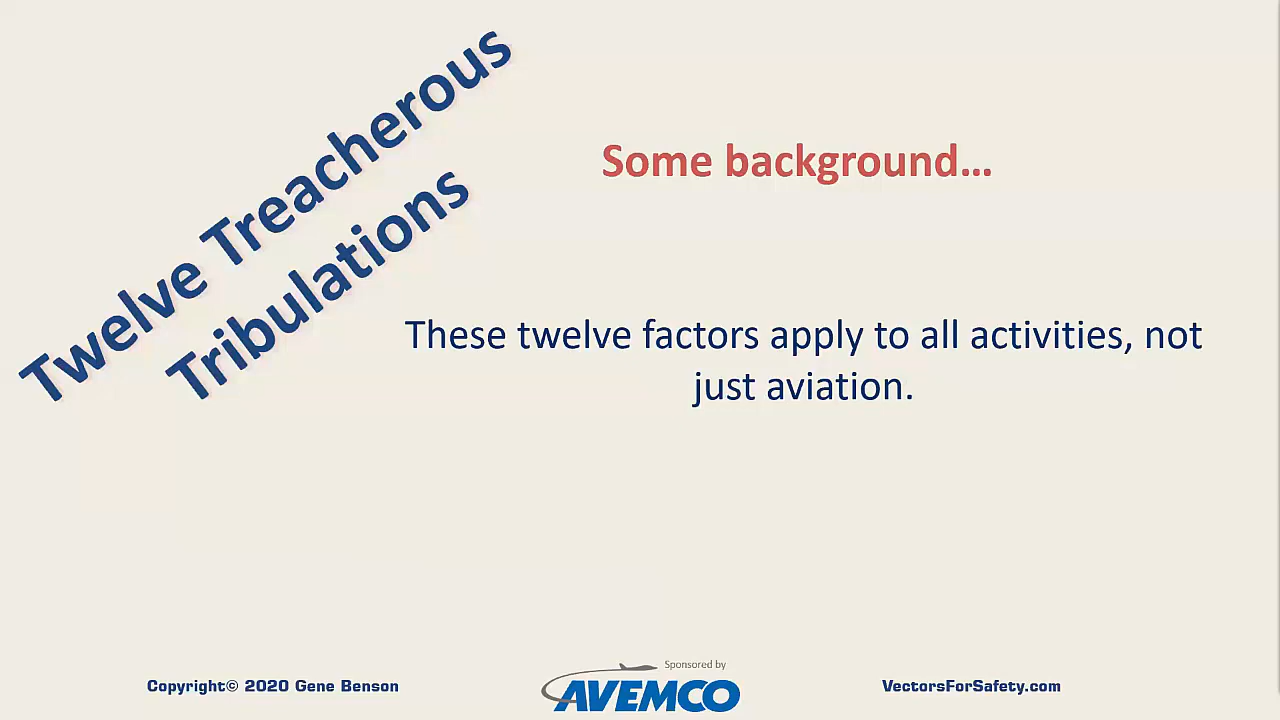 Twelve Treacherous
Tribulations
Some background…
These twelve factors apply to all activities, not
just aviation.
Copyright© 2020 Gene Benson
Sponsored by
AVEMCO
VectorsForSafety.com